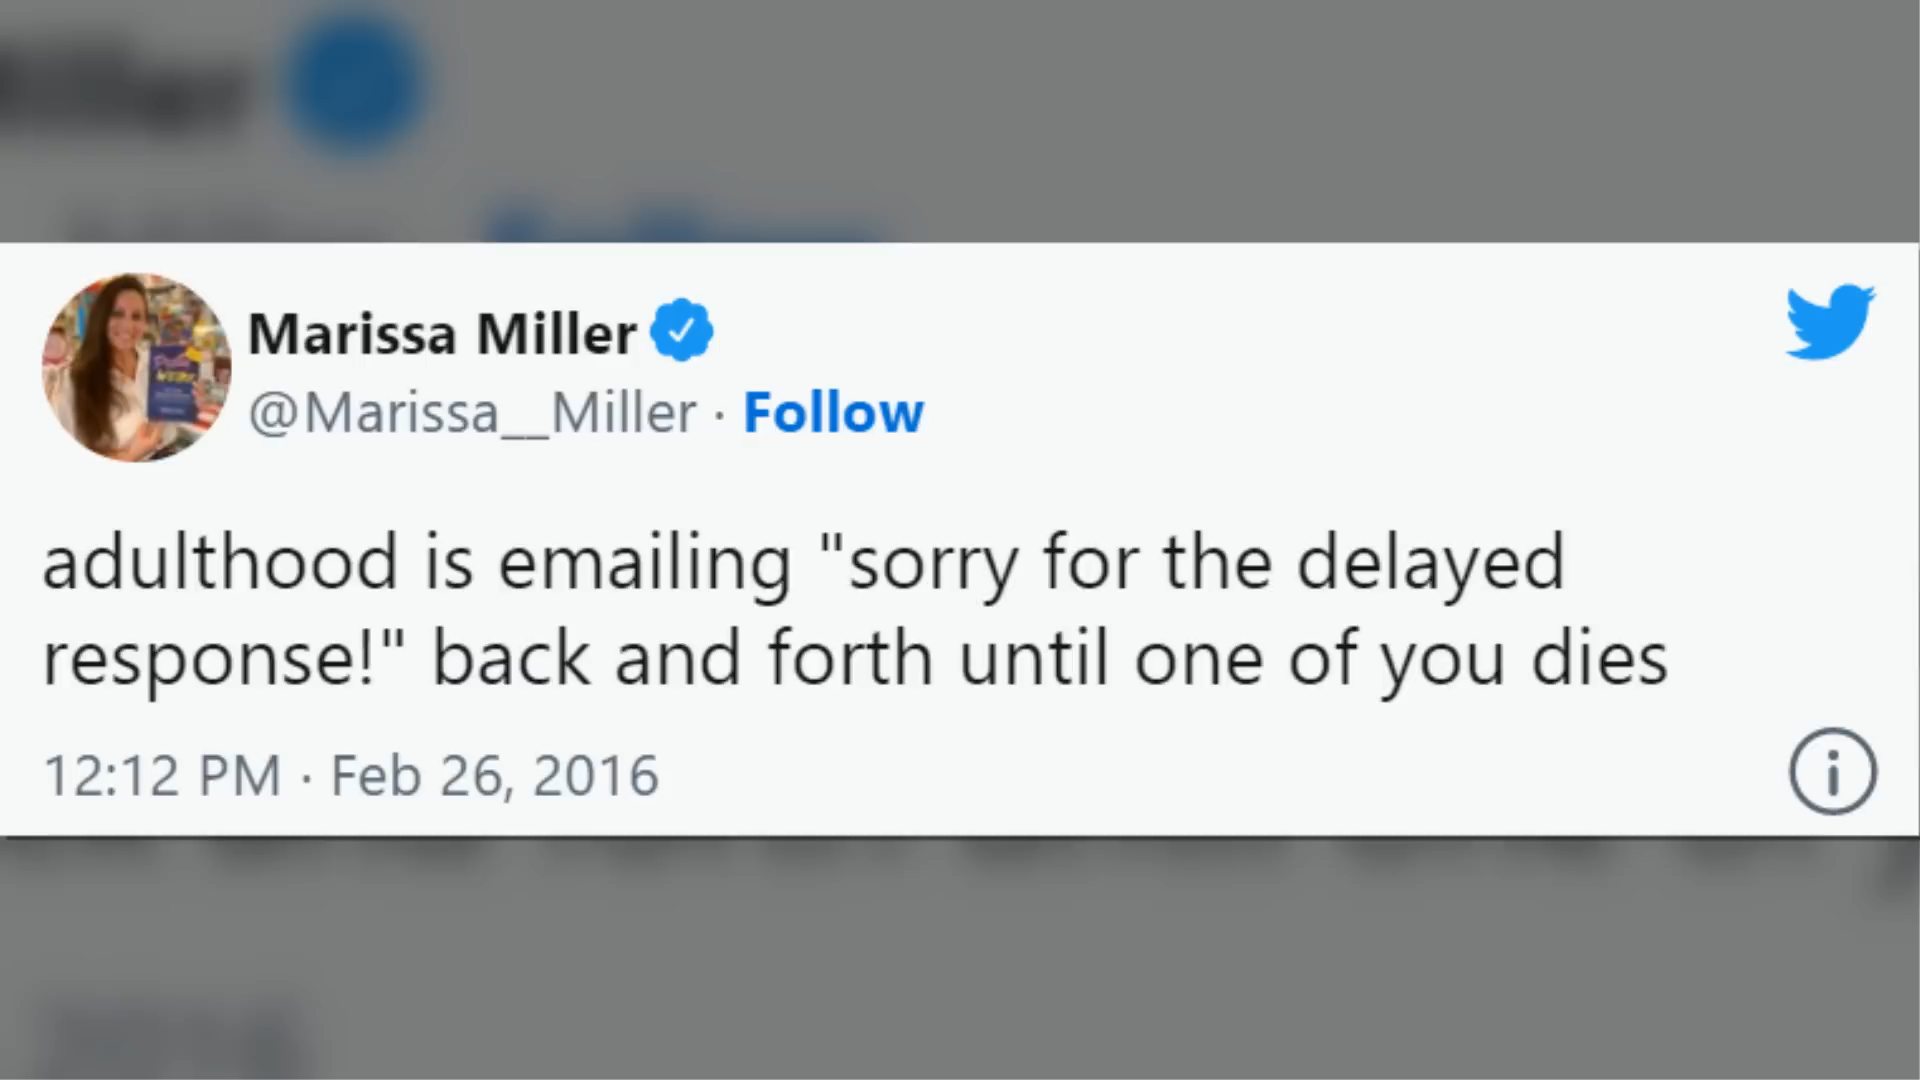 Marissa Miller
@Marissa__Miller · Follow
adulthood is emailing "sorry for the delayed
response!" back and forth until one of you dies
12:12 PM · Feb 26, 2016